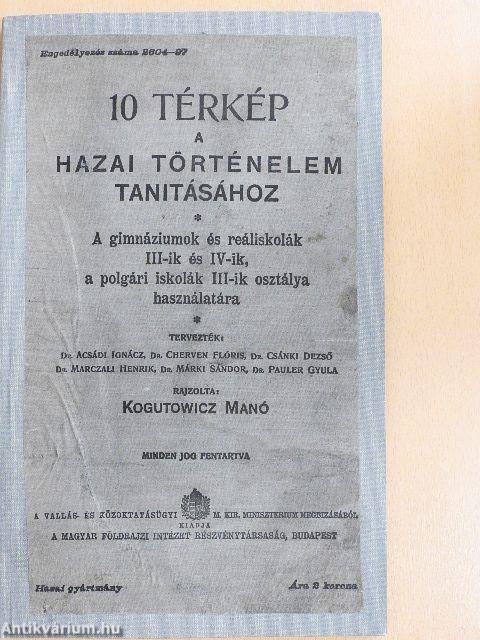 Engedélyezés száma 2604—97
10 TÉRKÉP
A
HAZAI TÖRTÉNELEM
TANITÁSÁHOZ
*
A gimnáziumok és reáliskolák
III-ik és IV-ik,
a polgári iskolák III-ik osztálya
használatára
*
TERVEZTÉK:
DR. ACSÁDI IGNÁCZ, DR. CHERVEN FLÓRIS, DR. CSÁNKI DEZSŐ
DR. MARCZALI HENRIK, DR. MÁRKI SÁNDOR, DR. PAULER GYULA
RAJZOLTA:
KOGUTOWICZ MANÓ
MINDEN JOG FENTARTVA
A VALLÁS- ÉS KÖZOKTATÁSÜGYI M. KIR. MINISZTERIUM MEGBIZÁSÁBÓL
KIADJA
A MAGYAR FÖLDRAJZI INTÉZET RÉSZVÉNYTÁRSASÁG, BUDAPEST
Hazai gyártmány Ára 2 korona
Antikvárium.hu